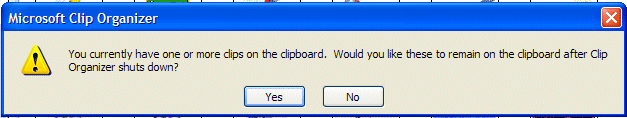 Microsoft Clip Organizer
You currently have one or more clips on the clipboard.  Would you like these to remain on the clipboard after Clip
Organizer shuts down?
Yes
No